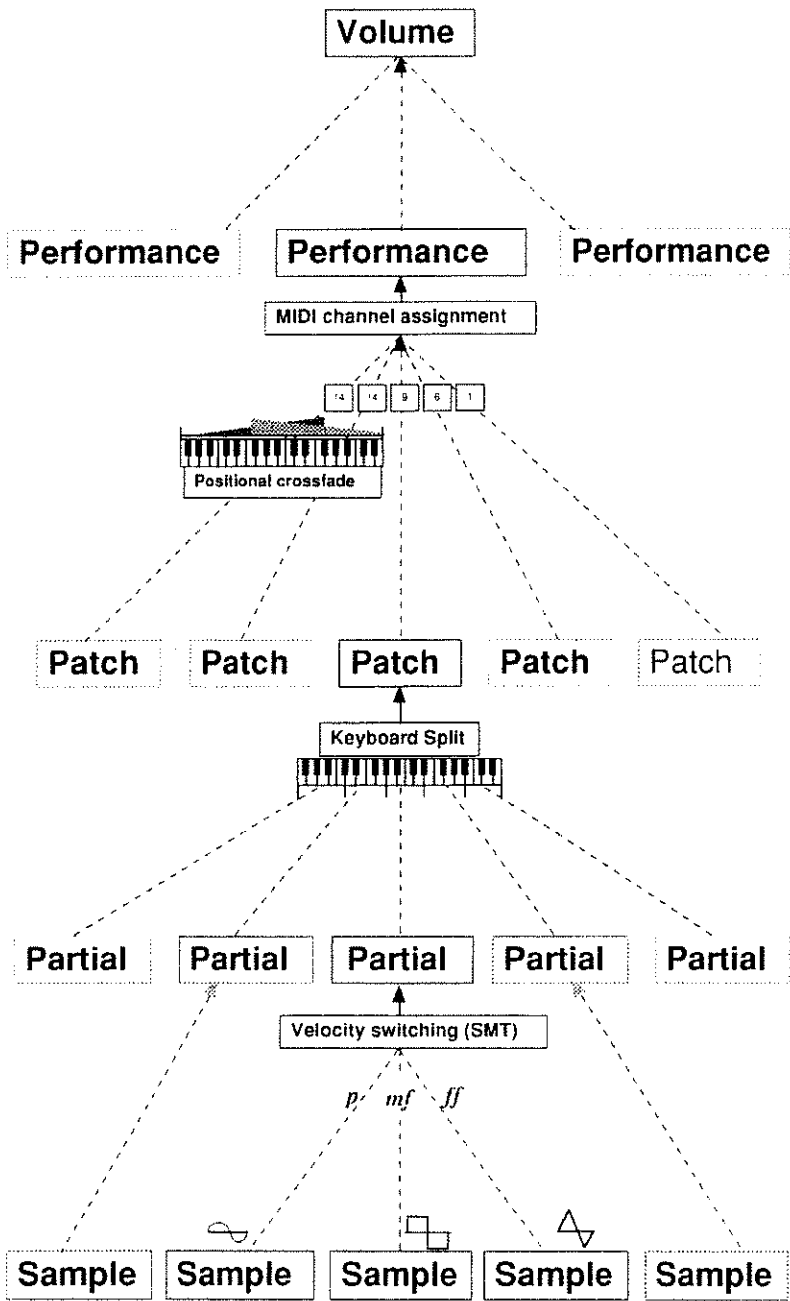 Volume
Performance Performance Performance
MIDI channel assignment
14 14 9 6 1
Positional crossfade
Patch Patch Patch Patch Patch
Keyboard Split
Partial Partial Partial Partial Partial
Velocity switching (SMT)
p mf ff
Sample Sample Sample Sample Sample